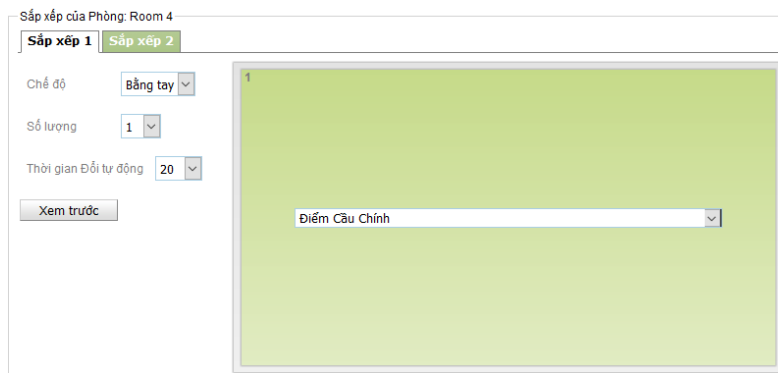 Sắp xếp của Phòng: Room 4
Sắp xếp 1 Sắp xếp 2
Chế độ Bằng tay
1
Số lượng 1
Thời gian Đổi tự động 20
Xem trước
Điểm Cầu Chính